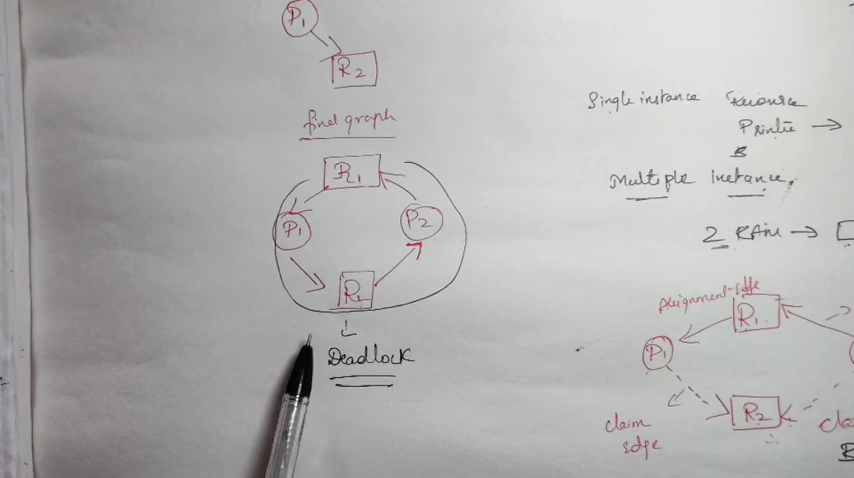 P1
R2
final graph
R1
P1
P2
R2
Deadlock
Single instance Resource
Printer →
Multiple instance.
2 RAM →
Assignment edge
R1
P1
R2
claim
edge